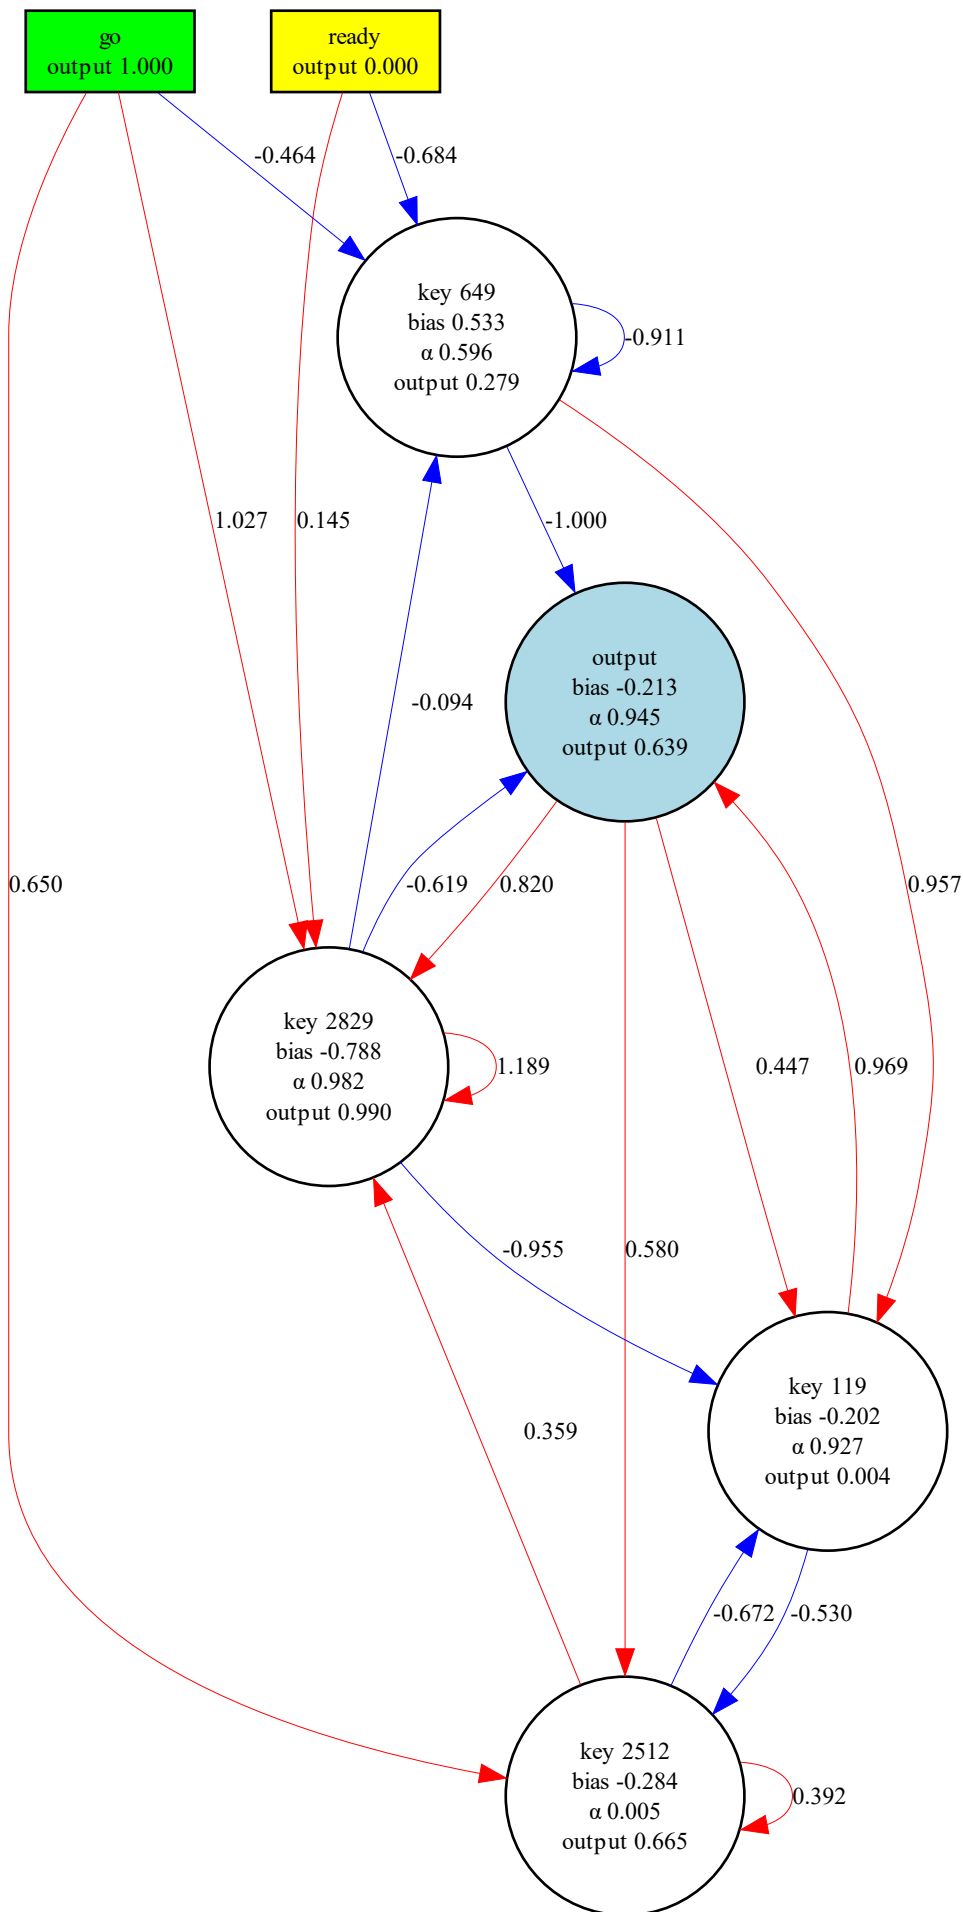 go
output 1.000
ready
output 0.000
-0.464
-0.684
key 649
bias 0.533
α 0.596
output 0.279
-0.911
1.027
0.145
-1.000
output
bias -0.213
α 0.945
output 0.639
-0.094
0.650
-0.619
0.820
0.957
key 2829
bias -0.788
α 0.982
output 0.990
1.189
0.447
0.969
-0.955
0.580
key 119
bias -0.202
α 0.927
output 0.004
0.359
-0.672
-0.530
key 2512
bias -0.284
α 0.005
output 0.665
0.392